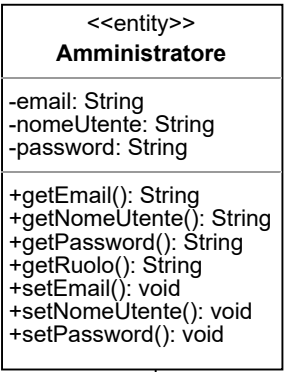 <<entity>>
Amministratore
-email: String
-nomeUtente: String
-password: String
+getEmail(): String
+getNomeUtente(): String
+getPassword(): String
+getRuolo(): String
+setEmail(): void
+setNomeUtente(): void
+setPassword(): void